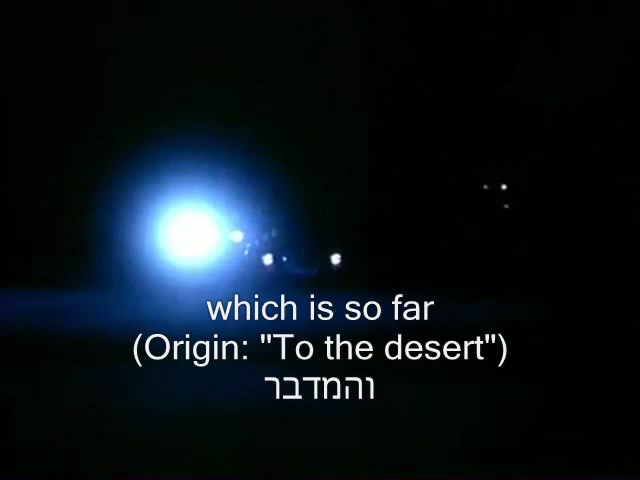 which is so far
(Origin: "To the desert")
והמדבר